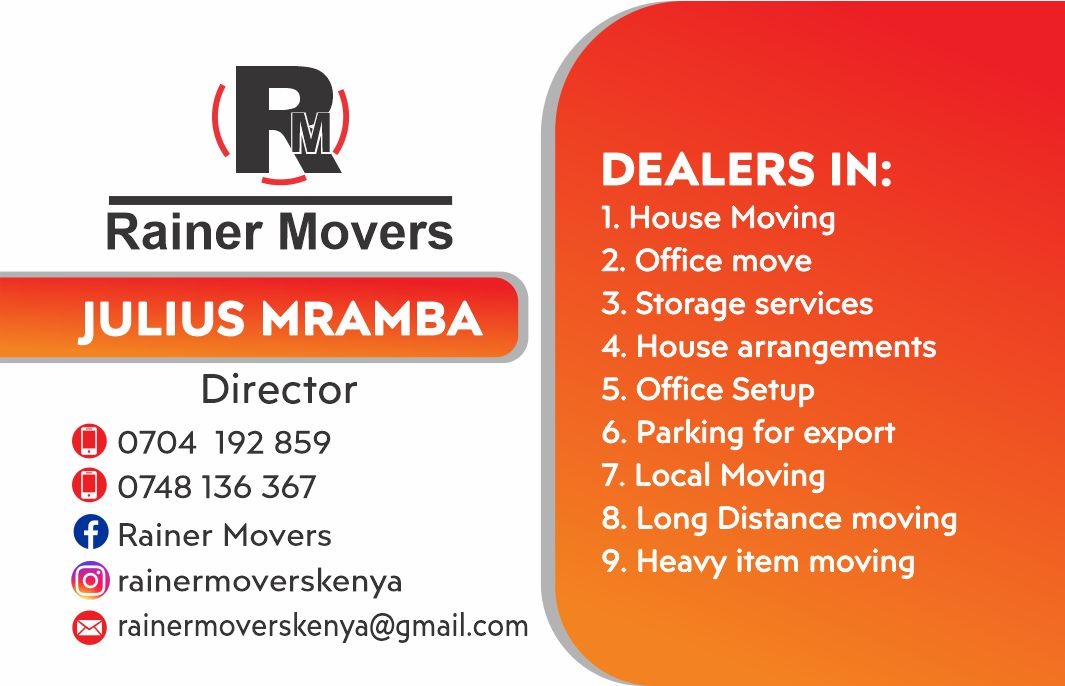 RM
Rainer Movers
JULIUS MRAMBA
Director
0704 192 859
0748 136 367
Rainer Movers
rainermoverskenya
rainermoverskenya@gmail.com
DEALERS IN:
1. House Moving
2. Office move
3. Storage services
4. House arrangements
5. Office Setup
6. Parking for export
7. Local Moving
8. Long Distance moving
9. Heavy item moving